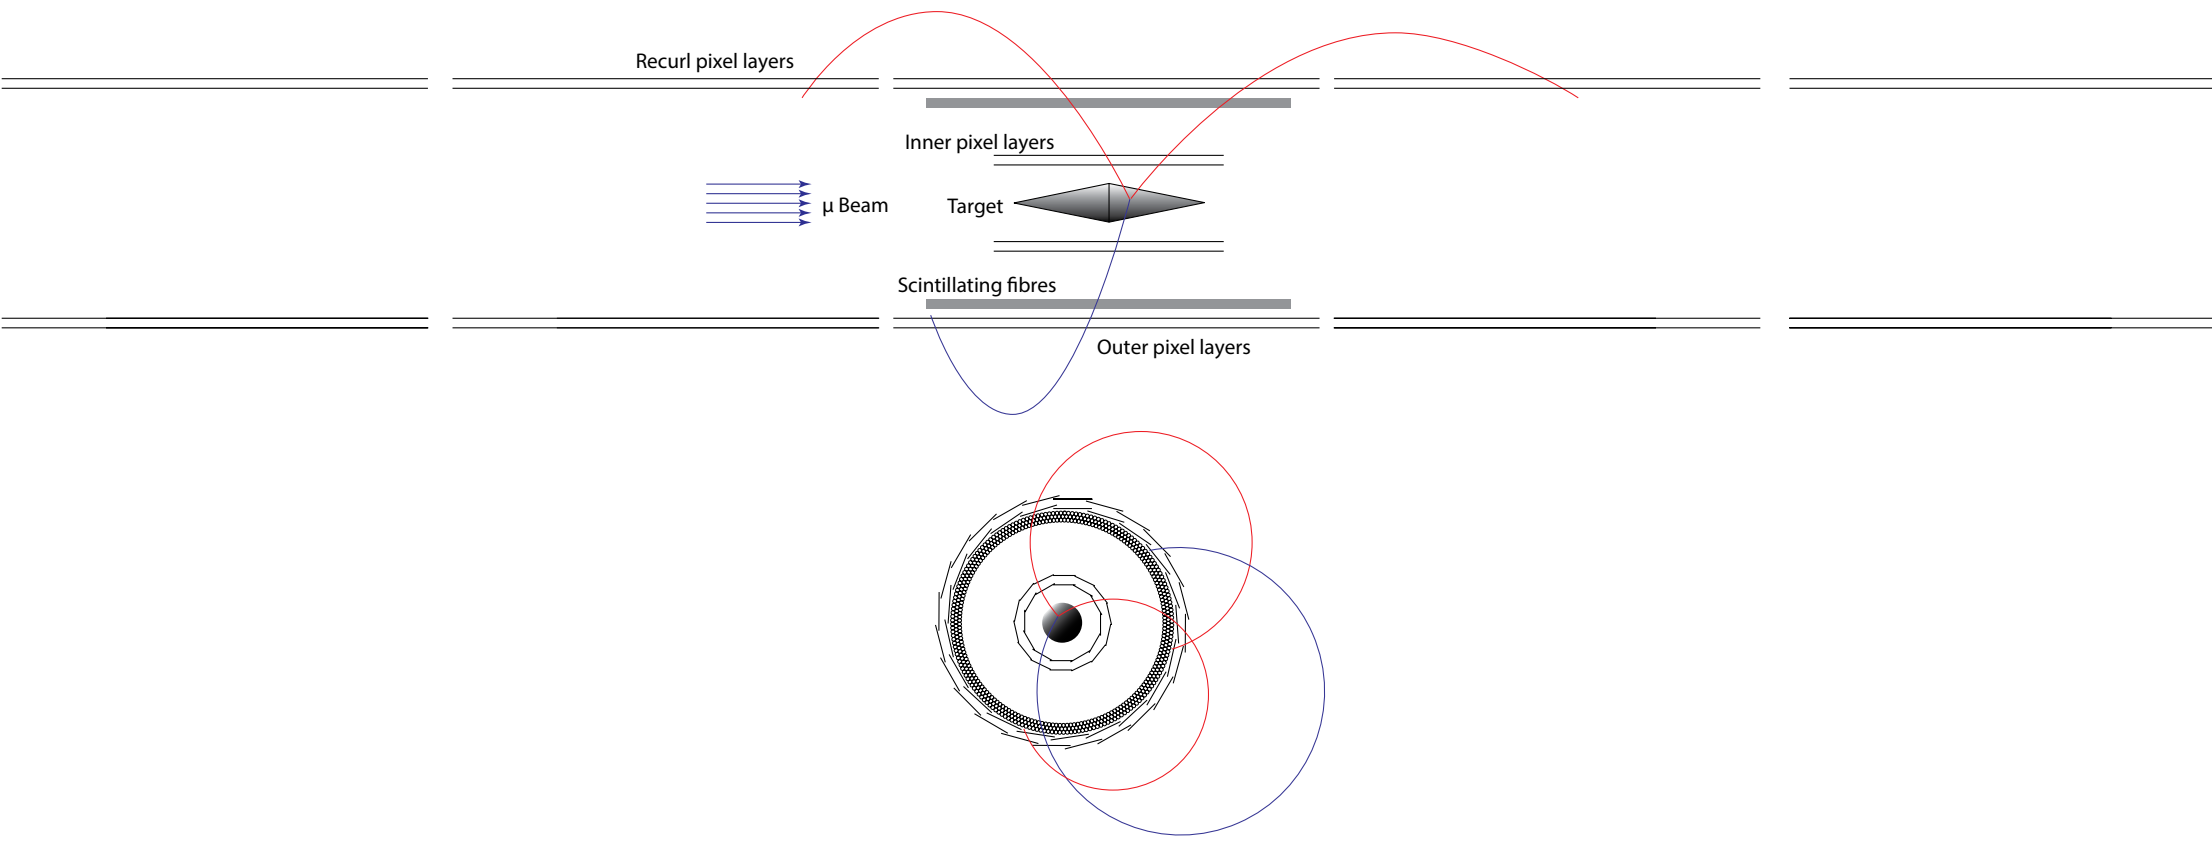 Recurl pixel layers
Inner pixel layers
μ Beam
Target
Scintillating fibres
Outer pixel layers